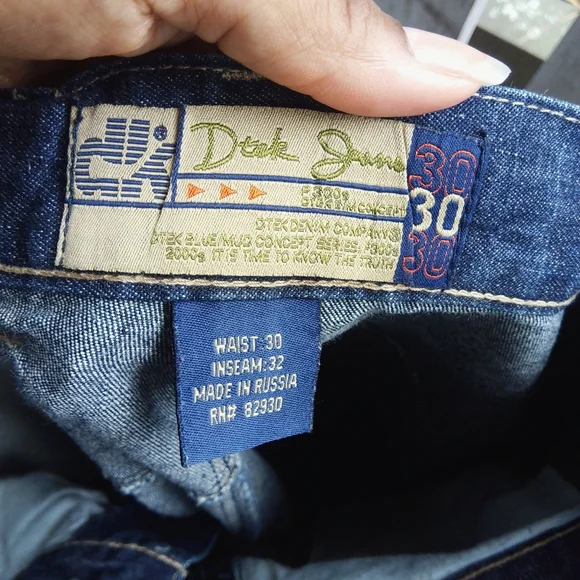 Dtek Jeans
30
30
30
DTEK DENIM COMPANY
DTEK BLUE/MUD CONCEPT SERIES
2000s IT IS TIME TO KNOW THE TRUTH
WAIST:30
INSEAM:32
MADE IN RUSSIA
RN# 82930